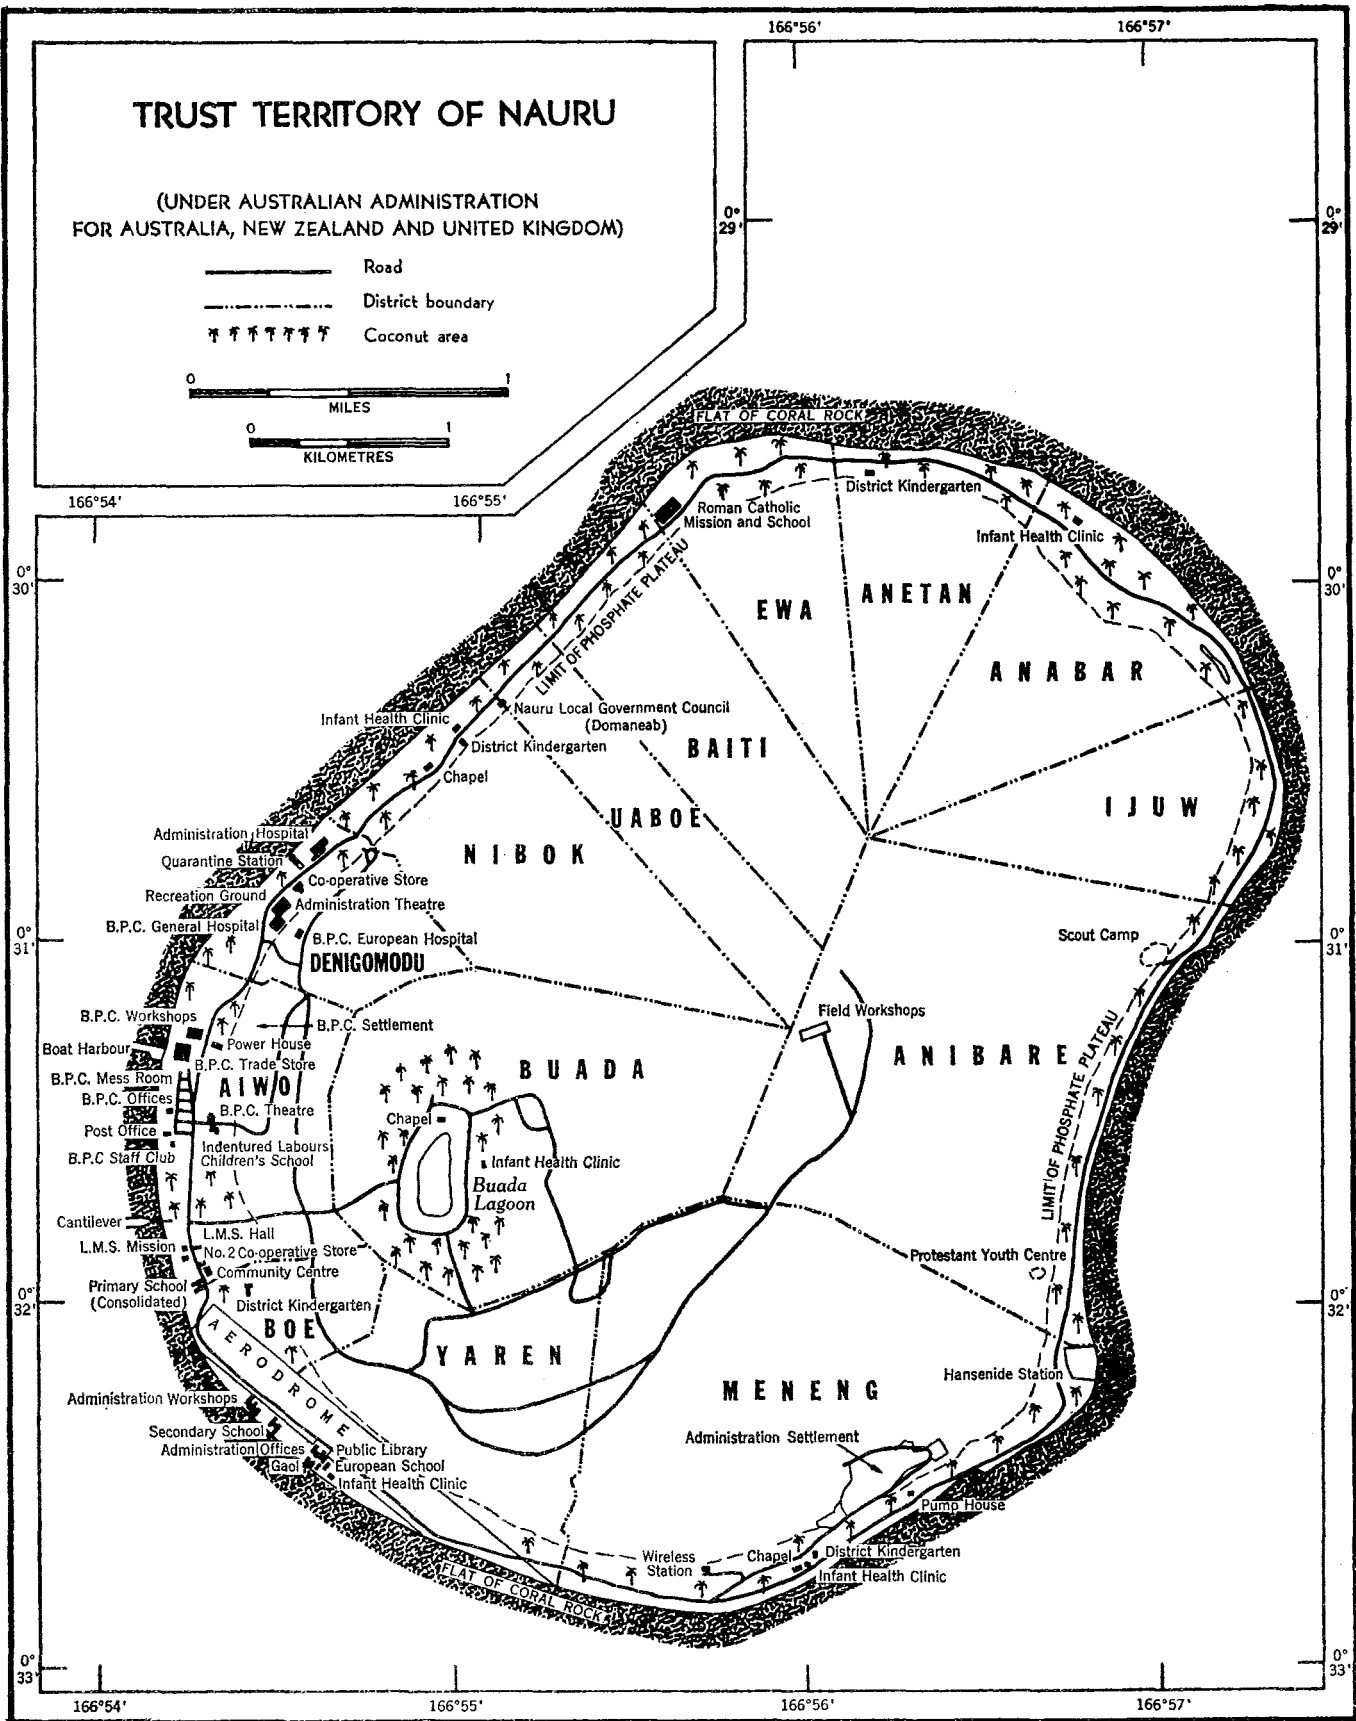 166°56'
166°57'
TRUST TERRITORY OF NAURU
(UNDER AUSTRALIAN ADMINISTRATION
FOR AUSTRALIA, NEW ZEALAND AND UNITED KINGDOM)
0°
29'
0°
29'
Road
District boundary
Coconut area
0
1
MILES
0
1
KILOMETRES
166°54'
166°55'
FLAT OF CORAL ROCK
District Kindergarten
Roman Catholic
Mission and School
Infant Health Clinic
0°
30'
0°
30'
LIMIT OF PHOSPHATE PLATEAU
EWA
ANETAN
ANABAR
Infant Health Clinic
Nauru Local Government Council
(Domaneab)
District Kindergarten
BAITI
Chapel
IJUW
UABOE
Administration Hospital
NIBOK
Quarantine Station
Co-operative Store
Recreation Ground
Administration Theatre
B.P.C. General Hospital
B.P.C. European Hospital
0°
31'
0°
31'
Scout Camp
DENIGOMODU
Field Workshops
B.P.C. Workshops
B.P.C. Settlement
Boat Harbour
Power House
ANIBARE
LIMIT OF PHOSPHATE PLATEAU
B.P.C. Trade Store
BUADA
B.P.C. Mess Room
AIWO
B.P.C. Offices
B.P.C. Theatre
Chapel
Post Office
Indentured Labours
Children's School
B.P.C Staff Club
Infant Health Clinic
Buada
Lagoon
Cantilever
L.M.S. Hall
L.M.S. Mission
No. 2 Co-operative Store
Protestant Youth Centre
Community Centre
Primary School
(Consolidated)
District Kindergarten
0°
32'
0°
32'
BOE
AERODROME
YAREN
MENENG
Hansenide Station
Administration Workshops
Secondary School
Administration Offices
Public Library
Administration Settlement
Gaol
European School
Infant Health Clinic
Pump House
FLAT OF CORAL ROCK
Wireless
Station
Chapel
District Kindergarten
Infant Health Clinic
0°
33'
0°
33'
166°54'
166°55'
166°56'
166°57'